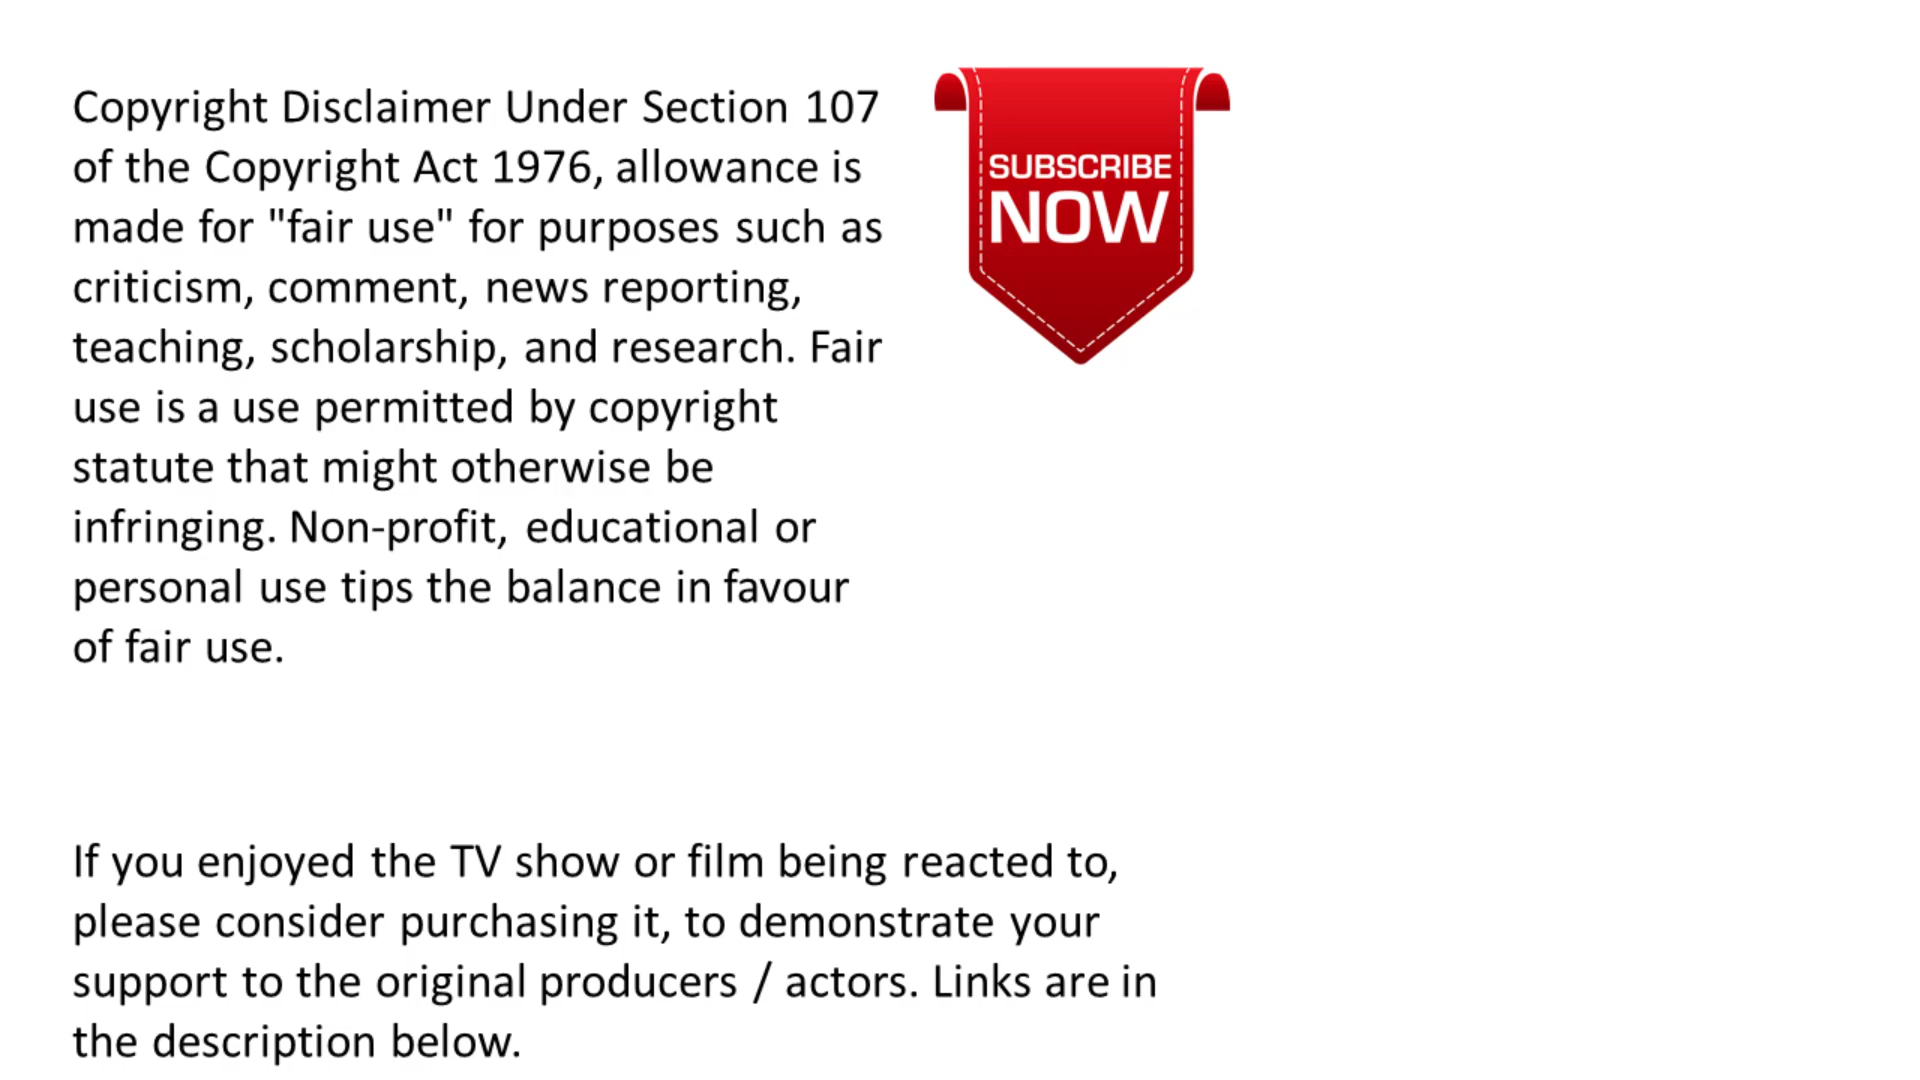 Copyright Disclaimer Under Section 107
of the Copyright Act 1976, allowance is
made for "fair use" for purposes such as
criticism, comment, news reporting,
teaching, scholarship, and research. Fair
use is a use permitted by copyright
statute that might otherwise be
infringing. Non-profit, educational or
personal use tips the balance in favour
of fair use.
SUBSCRIBE
NOW
If you enjoyed the TV show or film being reacted to,
please consider purchasing it, to demonstrate your
support to the original producers / actors. Links are in
the description below.